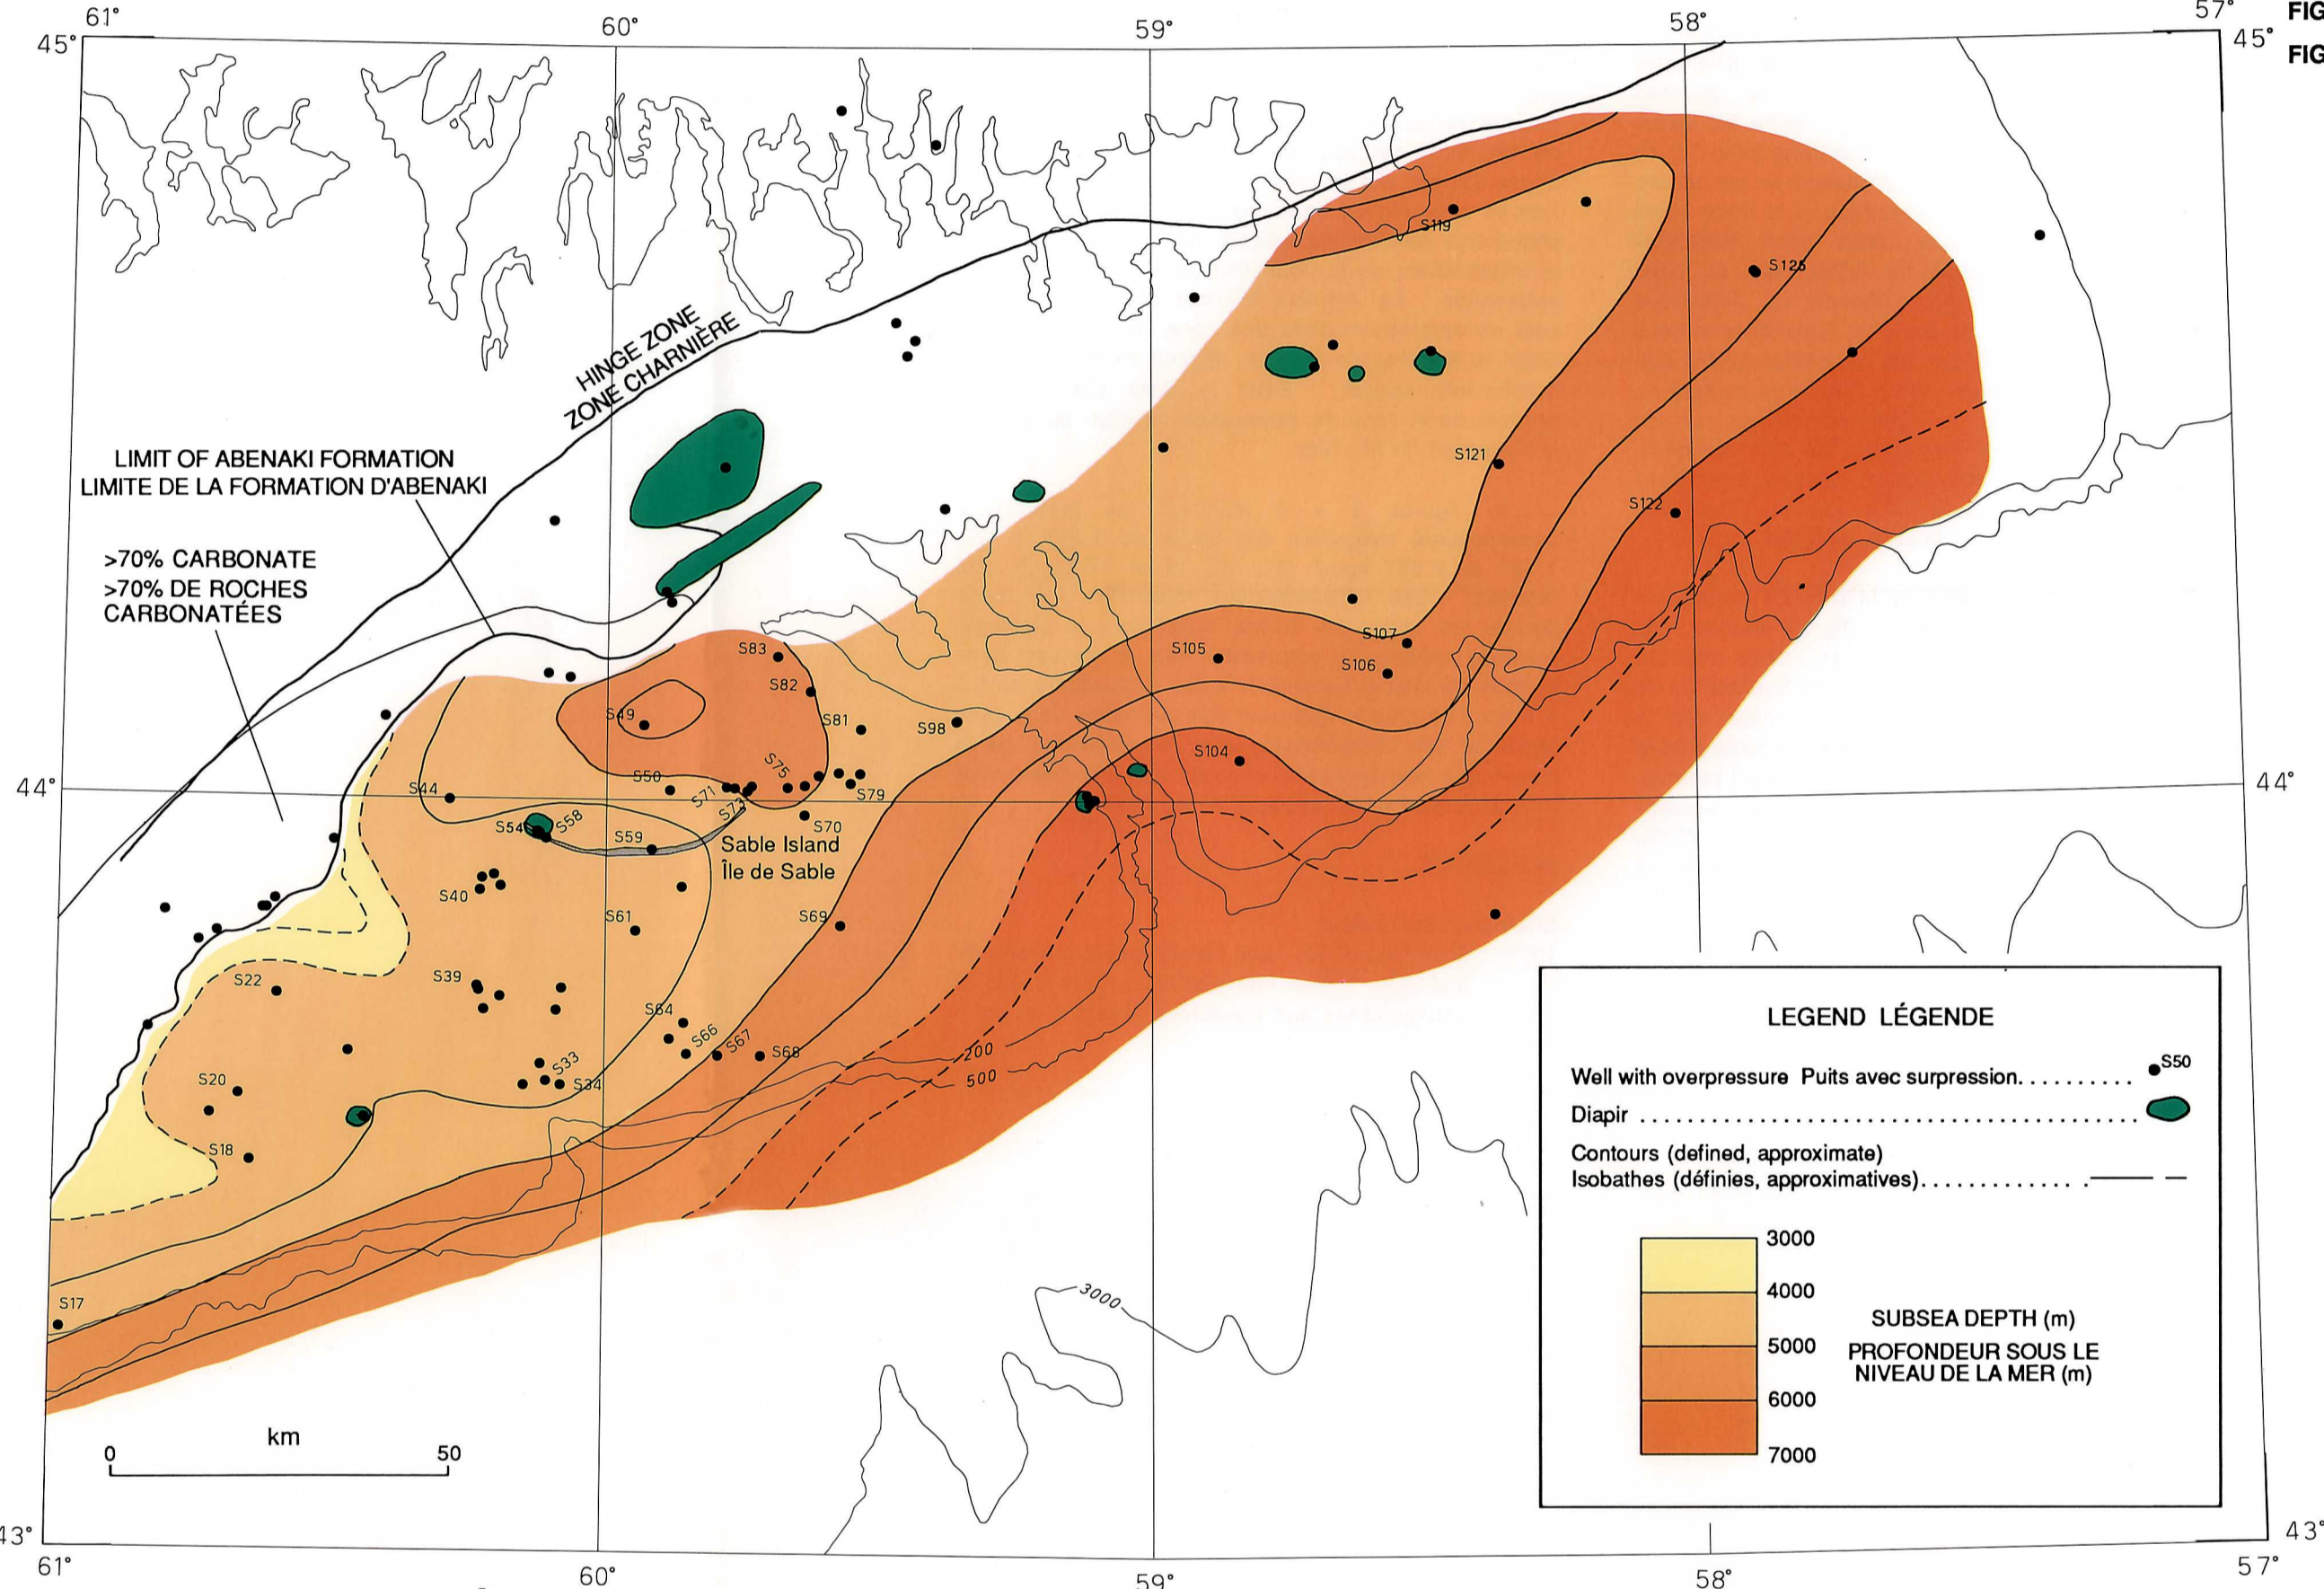 61°
60°
59°
58°
57°
FIG
45°
45°
FIG
S119
S125
HINGE ZONE
ZONE CHARNIÈRE
LIMIT OF ABENAKI FORMATION
LIMITE DE LA FORMATION D'ABENAKI
S121
S122
>70% CARBONATE
>70% DE ROCHES
CARBONATÉES
S83
S105
S107
S106
S82
S49
S81
S98
S104
S75
S50
S44
44°
44°
S71
S79
S73
S54
S58
S59
S70
Sable Island
Île de Sable
S40
S61
S69
S22
S39
S64
S66
S67
S68
200
500
S33
S34
S20
S18
S17
3000
LEGEND LÉGENDE
Well with overpressure Puits avec surpression.......... S50
Diapir ......................................
Contours (defined, approximate)
Isobathes (définies, approximatives)..............
3000
4000
5000
6000
7000
SUBSEA DEPTH (m)
PROFONDEUR SOUS LE
NIVEAU DE LA MER (m)
km
0
50
43°
43°
61°
60°
59°
58°
57°